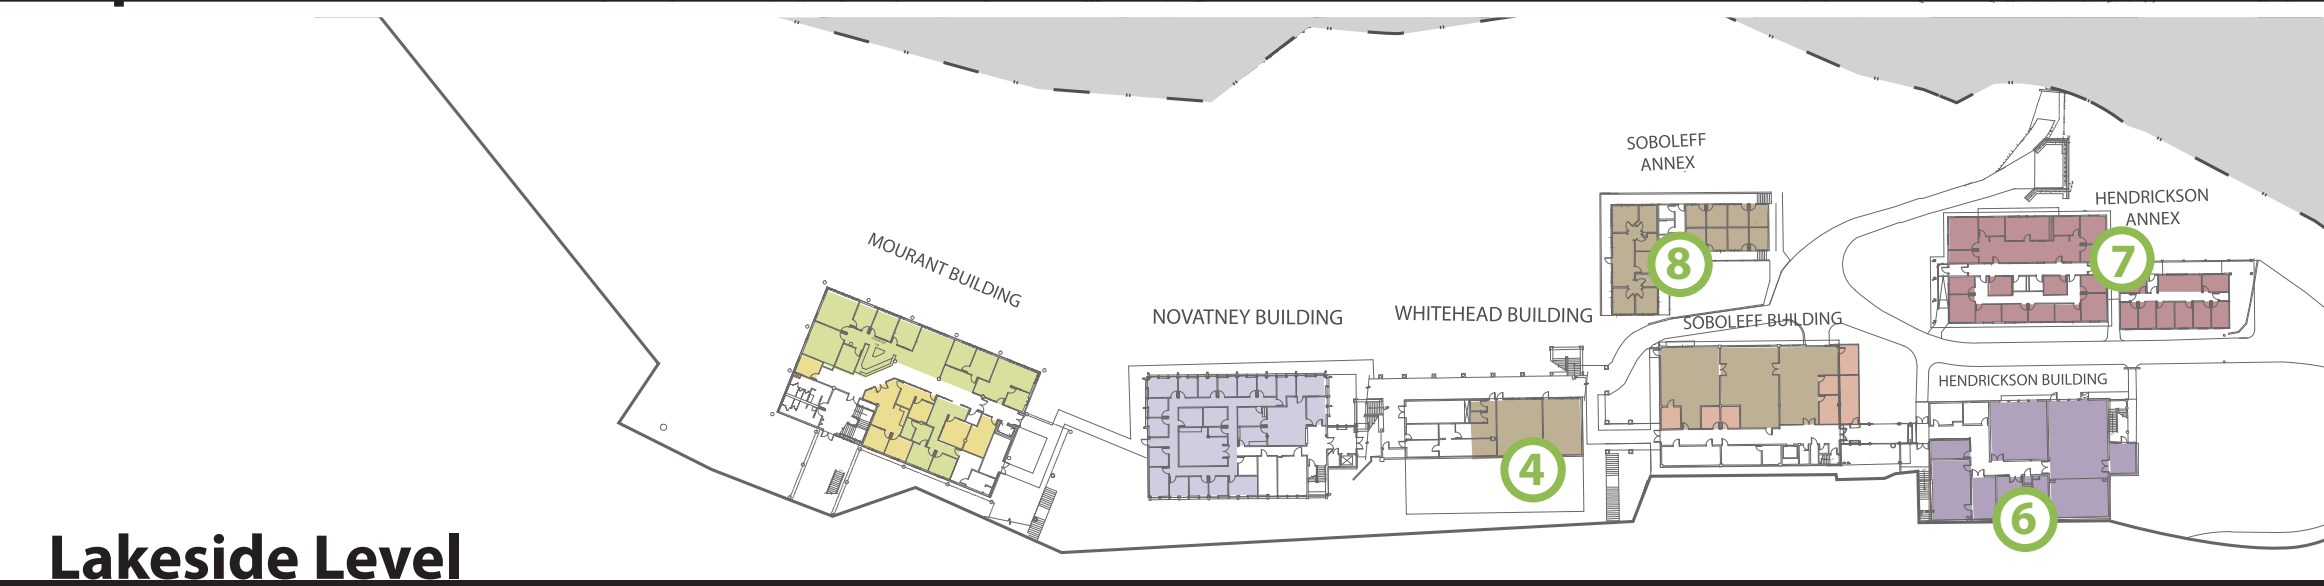 SOBOLEFF
ANNEX
HENDRICKSON
ANNEX
8
7
MOURANT BUILDING
NOVATNEY BUILDING
WHITEHEAD BUILDING
SOBOLEFF BUILDING
HENDRICKSON BUILDING
4
6
Lakeside Level